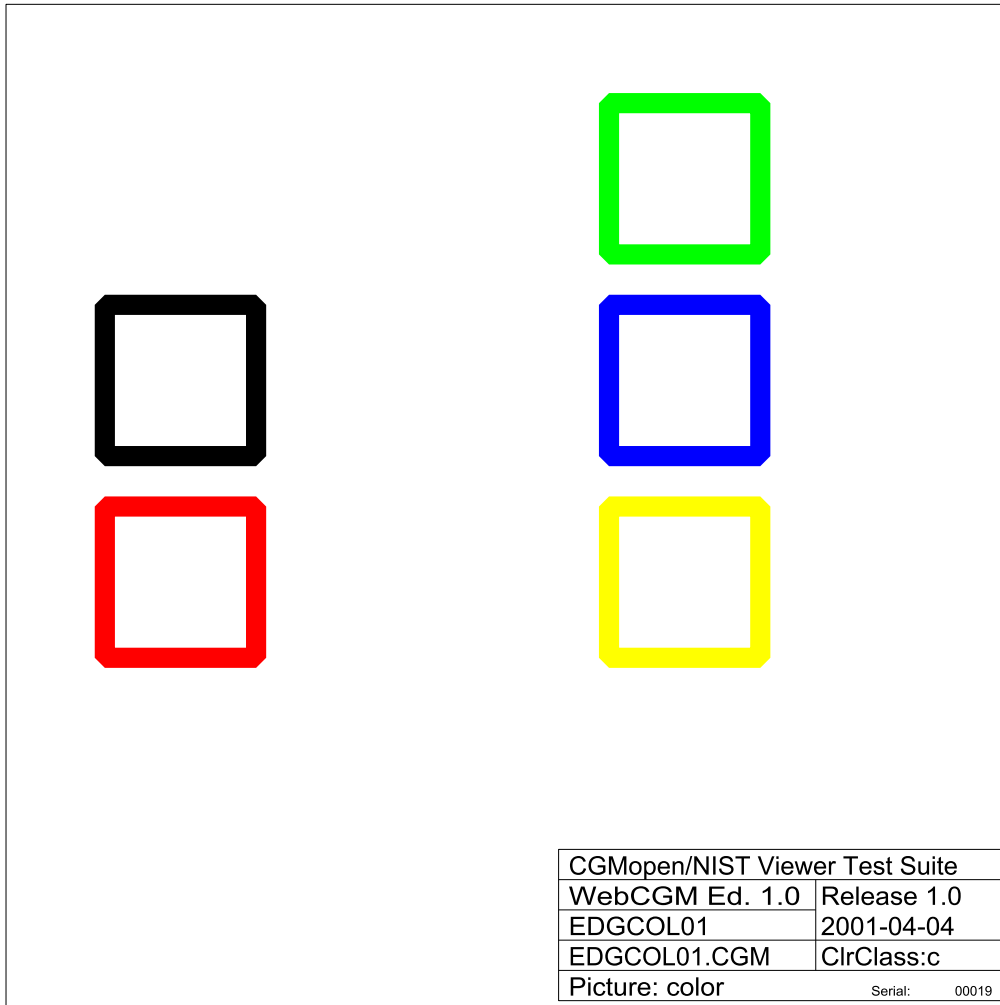 CGMopen/NIST Viewer Test Suite
WebCGM Ed. 1.0 Release 1.0
EDGCOL01 2001-04-04
EDGCOL01.CGM ClrClass:c
Picture: color Serial: 00019